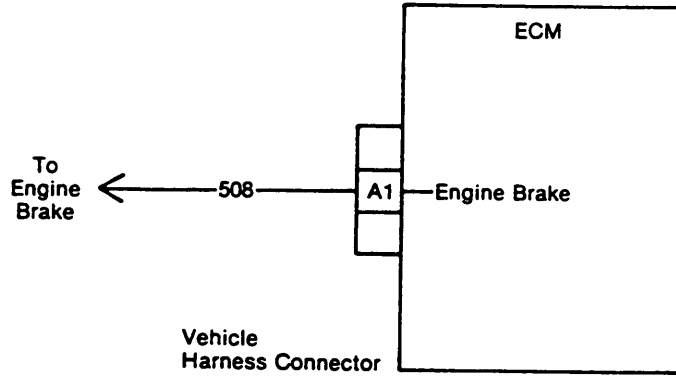 ECM
To
Engine
Brake
508
A1
Engine Brake
Vehicle
Harness Connector